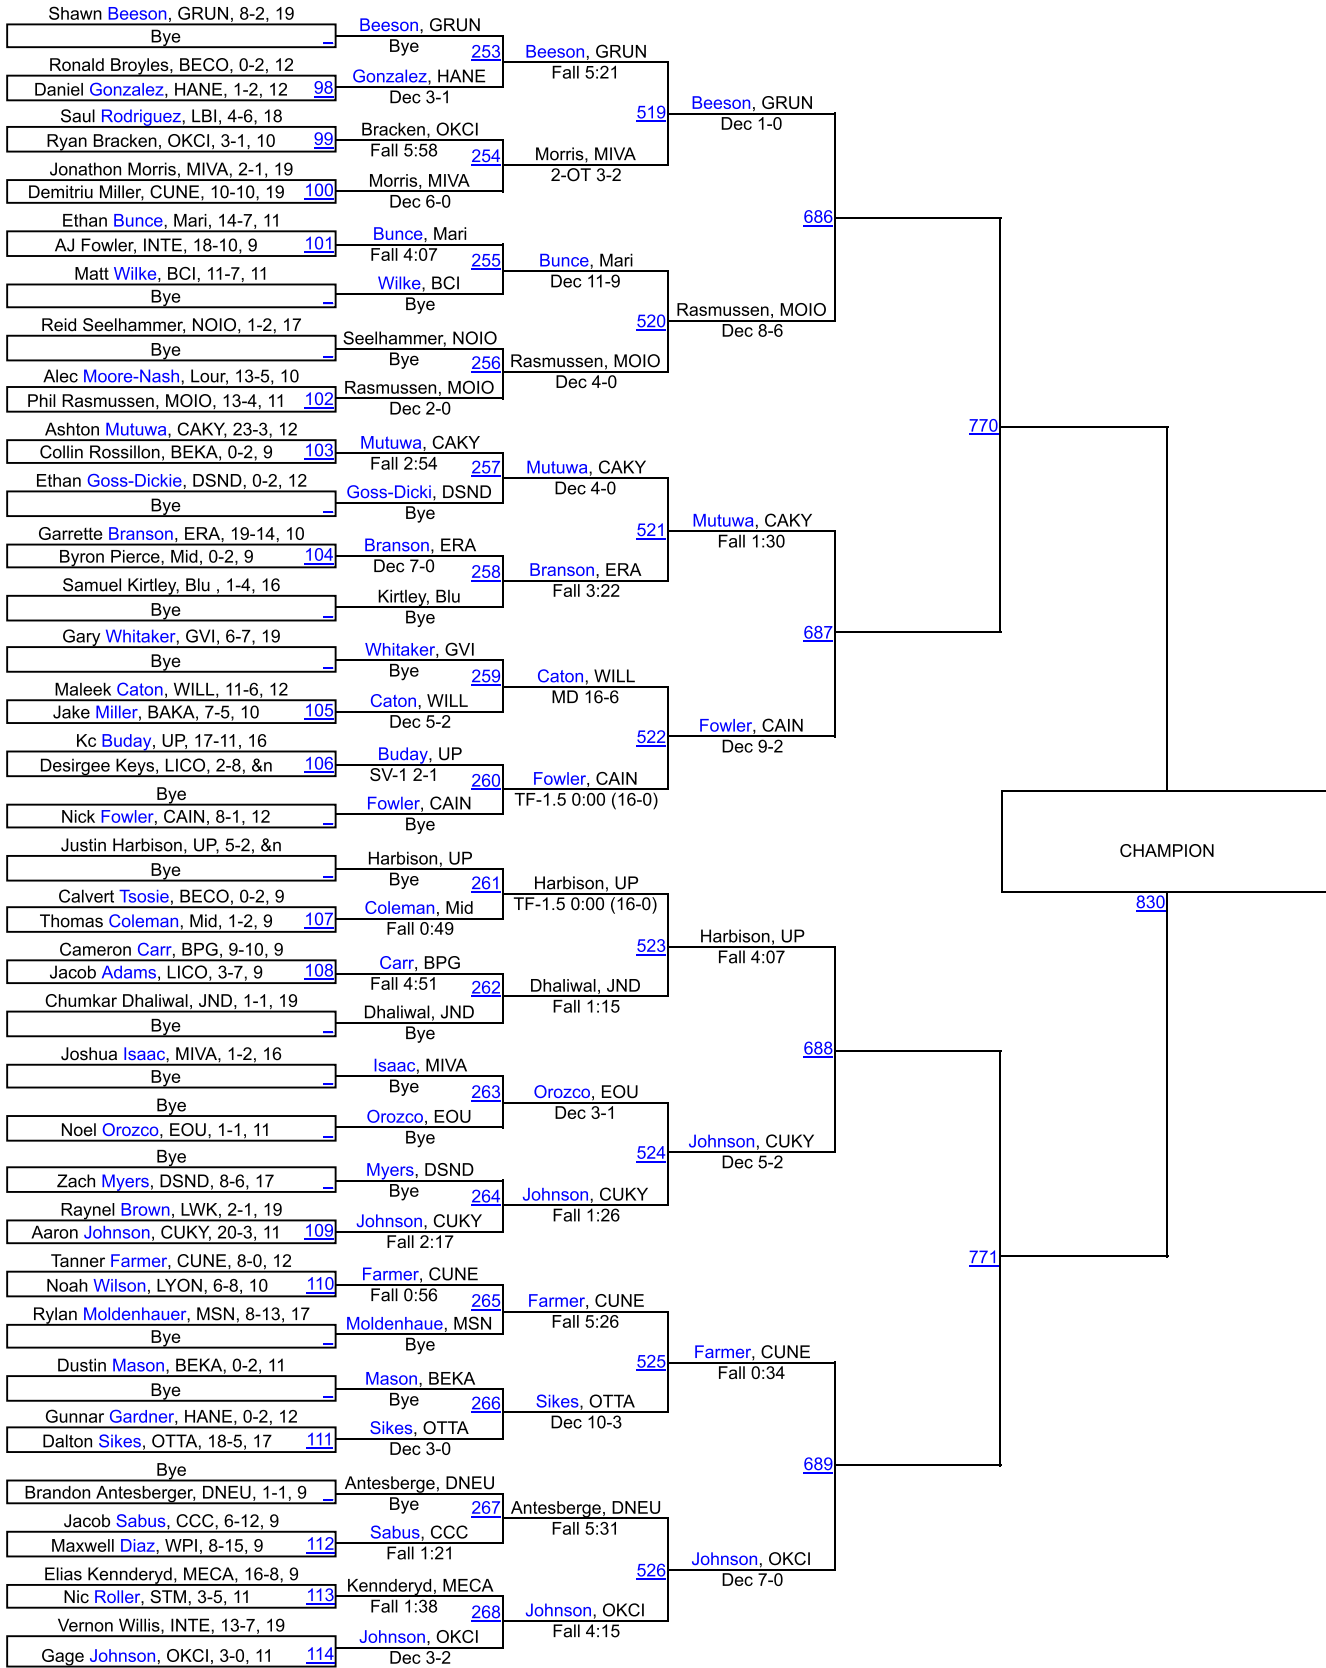 Shawn Beeson, GRUN, 8-2, 19
Bye _
Ronald Broyles, BECO, 0-2, 12
Daniel Gonzalez, HANE, 1-2, 12 98
Saul Rodriguez, LBI, 4-6, 18
Ryan Bracken, OKCI, 3-1, 10 99
Jonathon Morris, MIVA, 2-1, 19
Demitriu Miller, CUNE, 10-10, 19 100
Ethan Bunce, Mari, 14-7, 11
AJ Fowler, INTE, 18-10, 9 101
Matt Wilke, BCI, 11-7, 11
Bye _
Reid Seelhammer, NOIO, 1-2, 17
Bye _
Alec Moore-Nash, Lour, 13-5, 10
Phil Rasmussen, MOIO, 13-4, 11 102
Ashton Mutuwa, CAKY, 23-3, 12
Collin Rossillon, BEKA, 0-2, 9 103
Ethan Goss-Dickie, DSND, 0-2, 12
Bye _
Garrette Branson, ERA, 19-14, 10
Byron Pierce, Mid, 0-2, 9 104
Samuel Kirtley, Blu , 1-4, 16
Bye _
Gary Whitaker, GVI, 6-7, 19
Bye _
Maleek Caton, WILL, 11-6, 12
Jake Miller, BAKA, 7-5, 10 105
Kc Buday, UP, 17-11, 16
Desirgee Keys, LICO, 2-8, &n 106
Bye
Nick Fowler, CAIN, 8-1, 12 _
Justin Harbison, UP, 5-2, &n
Bye _
Calvert Tsosie, BECO, 0-2, 9
Thomas Coleman, Mid, 1-2, 9 107
Cameron Carr, BPG, 9-10, 9
Jacob Adams, LICO, 3-7, 9 108
Chumkar Dhaliwal, JND, 1-1, 19
Bye _
Joshua Isaac, MIVA, 1-2, 16
Bye _
Bye
Noel Orozco, EOU, 1-1, 11 _
Bye
Zach Myers, DSND, 8-6, 17 _
Raynel Brown, LWK, 2-1, 19
Aaron Johnson, CUKY, 20-3, 11 109
Tanner Farmer, CUNE, 8-0, 12
Noah Wilson, LYON, 6-8, 10 110
Rylan Moldenhauer, MSN, 8-13, 17
Bye _
Dustin Mason, BEKA, 0-2, 11
Bye _
Gunnar Gardner, HANE, 0-2, 12
Dalton Sikes, OTTA, 18-5, 17 111
Bye
Brandon Antesberger, DNEU, 1-1, 9 _
Jacob Sabus, CCC, 6-12, 9
Maxwell Diaz, WPI, 8-15, 9 112
Elias Kennderyd, MECA, 16-8, 9
Nic Roller, STM, 3-5, 11 113
Vernon Willis, INTE, 13-7, 19
Gage Johnson, OKCI, 3-0, 11 114
Beeson, GRUN
Bye
253
Gonzalez, HANE
Dec 3-1
Bracken, OKCI
Fall 5:58
254
Morris, MIVA
Dec 6-0
Bunce, Mari
Fall 4:07
255
Wilke, BCI
Bye
Seelhammer, NOIO
Bye
256
Rasmussen, MOIO
Dec 2-0
Mutuwa, CAKY
Fall 2:54
257
Goss-Dicki, DSND
Bye
Branson, ERA
Dec 7-0
258
Kirtley, Blu
Bye
Whitaker, GVI
Bye
259
Caton, WILL
Dec 5-2
Buday, UP
SV-1 2-1
260
Fowler, CAIN
Bye
Harbison, UP
Bye
261
Coleman, Mid
Fall 0:49
Carr, BPG
Fall 4:51
262
Dhaliwal, JND
Bye
Isaac, MIVA
Bye
263
Orozco, EOU
Bye
Myers, DSND
Bye
264
Johnson, CUKY
Fall 2:17
Farmer, CUNE
Fall 0:56
265
Moldenhaue, MSN
Bye
Mason, BEKA
Bye
266
Sikes, OTTA
Dec 3-0
Antesberge, DNEU
Bye
267
Sabus, CCC
Fall 1:21
Kennderyd, MECA
Fall 1:38
268
Johnson, OKCI
Dec 3-2
Beeson, GRUN
Fall 5:21
519
Morris, MIVA
2-OT 3-2
Bunce, Mari
Dec 11-9
520
Rasmussen, MOIO
Dec 4-0
Mutuwa, CAKY
Dec 4-0
521
Branson, ERA
Fall 3:22
Caton, WILL
MD 16-6
522
Fowler, CAIN
TF-1.5 0:00 (16-0)
Harbison, UP
TF-1.5 0:00 (16-0)
523
Dhaliwal, JND
Fall 1:15
Orozco, EOU
Dec 3-1
524
Johnson, CUKY
Fall 1:26
Farmer, CUNE
Fall 5:26
525
Sikes, OTTA
Dec 10-3
Antesberge, DNEU
Fall 5:31
526
Johnson, OKCI
Fall 4:15
Beeson, GRUN
Dec 1-0
686
Rasmussen, MOIO
Dec 8-6
Mutuwa, CAKY
Fall 1:30
687
Fowler, CAIN
Dec 9-2
Harbison, UP
Fall 4:07
688
Johnson, CUKY
Dec 5-2
Farmer, CUNE
Fall 0:34
689
Johnson, OKCI
Dec 7-0
770
771
CHAMPION
830